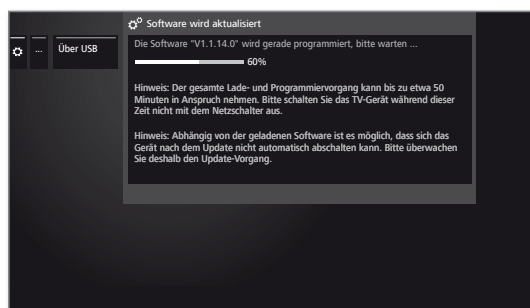 Software wird aktualisiert
... Über USB
Die Software "V1.1.14.0" wird gerade programmiert, bitte warten ...
60%
Hinweis: Der gesamte Lade- und Programmiervorgang kann bis zu etwa 50
Minuten in Anspruch nehmen. Bitte schalten Sie das TV-Gerät während dieser
Zeit nicht mit dem Netzschalter aus.
Hinweis: Abhängig von der geladenen Software ist es möglich, dass sich das
Gerät nach dem Update nicht automatisch abschalten kann. Bitte überwachen
Sie deshalb den Update-Vorgang.